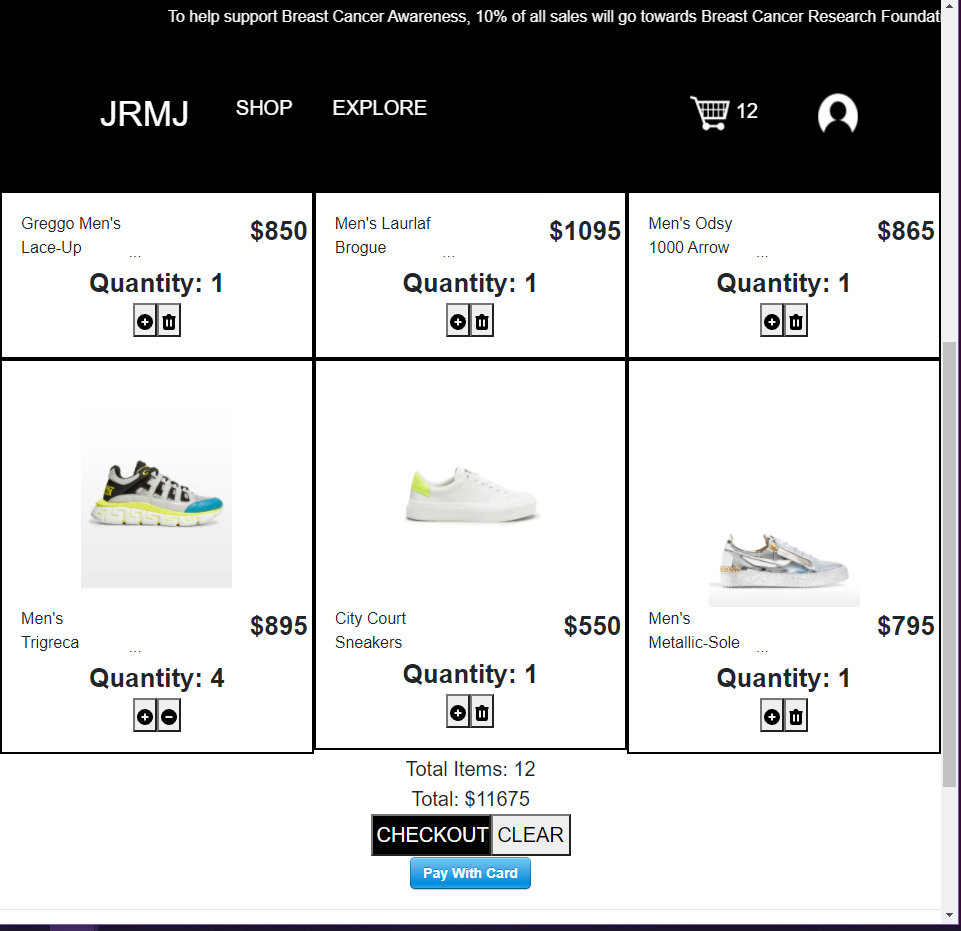 To help support Breast Cancer Awareness, 10% of all sales will go towards Breast Cancer Research
JRMJ SHOP EXPLORE 12
Greggo Men's
Lace-Up ...
$850
Quantity: 1
Men's Laurlaf
Brogue ...
$1095
Quantity: 1
Men's Odsy
1000 Arrow ...
$865
Quantity: 1
Men's
Trigreca ...
$895
Quantity: 4
City Court
Sneakers
$550
Quantity: 1
Men's
Metallic-Sole ...
$795
Quantity: 1
Total Items: 12
Total: $11675
CHECKOUT CLEAR
Pay With Card